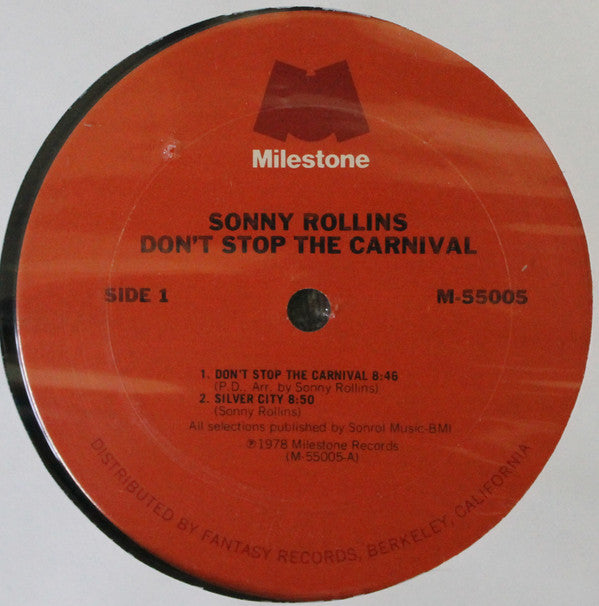 Milestone
SONNY ROLLINS
DON'T STOP THE CARNIVAL
SIDE 1
M-55005
1. DON'T STOP THE CARNIVAL 8:46
(P.D., Arr. by Sonny Rollins)
2. SILVER CITY 8:50
(Sonny Rollins)
All selections published by Sonrol Music-BMI
℗1978 Milestone Records
(M-55005-A)
DISTRIBUTED BY FANTASY RECORDS, BERKELEY, CALIFORNIA